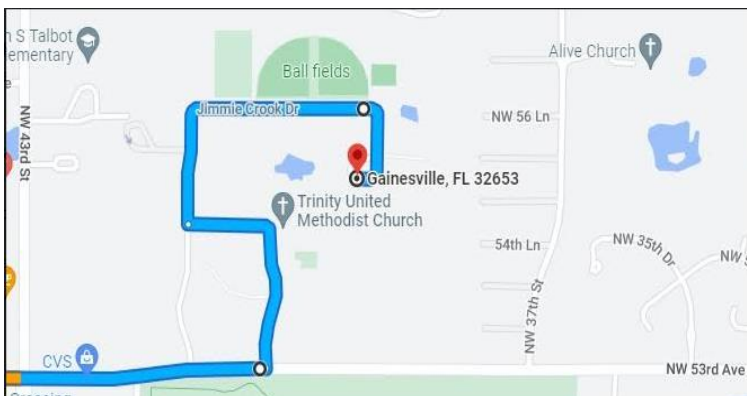 n S Talbot
ementary
Ball fields
Alive Church
Jimmie Crook Dr
NW 43rd St
NW 56 Ln
Gainesville, FL 32653
Trinity United
Methodist Church
54th Ln
NW 35th Dr
NW 37th St
CVS
NW 53rd Ave